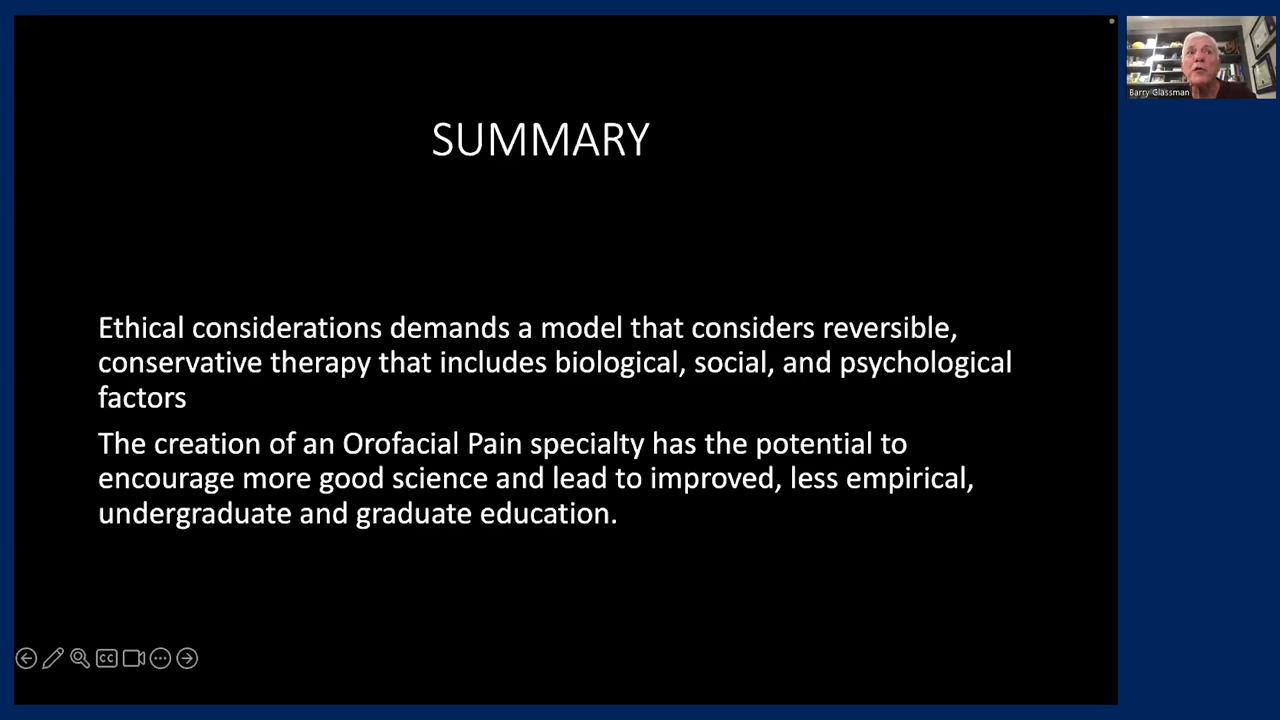 SUMMARY
Barry Glassman
Ethical considerations demands a model that considers reversible,
conservative therapy that includes biological, social, and psychological
factors
The creation of an Orofacial Pain specialty has the potential to
encourage more good science and lead to improved, less empirical,
undergraduate and graduate education.
CC